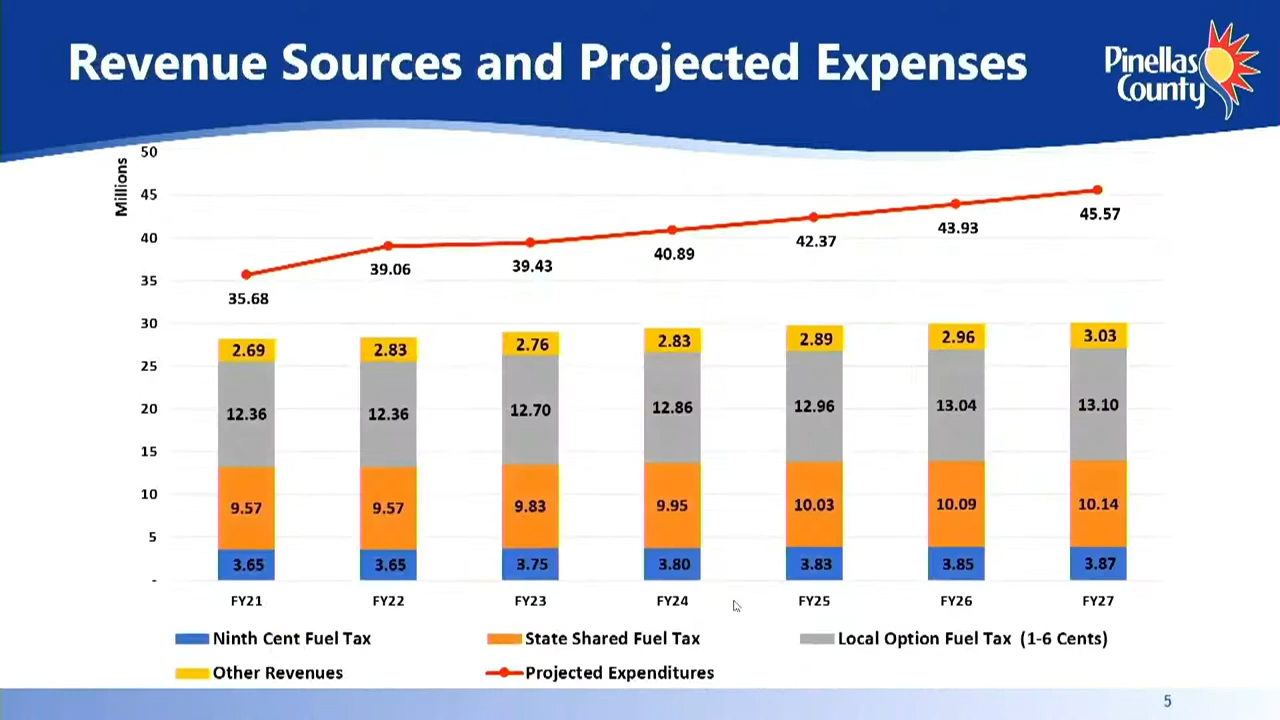 Revenue Sources and Projected Expenses
Pinellas
County
Millions
50
45
40
35
30
25
20
15
10
5
-
35.68
39.06
39.43
40.89
42.37
43.93
45.57
2.69
2.83
2.76
2.83
2.89
2.96
3.03
12.36
12.36
12.70
12.86
12.96
13.04
13.10
9.57
9.57
9.83
9.95
10.03
10.09
10.14
3.65
3.65
3.75
3.80
3.83
3.85
3.87
FY21
FY22
FY23
FY24
FY25
FY26
FY27
Ninth Cent Fuel Tax
State Shared Fuel Tax
Local Option Fuel Tax (1-6 Cents)
Other Revenues
Projected Expenditures
5